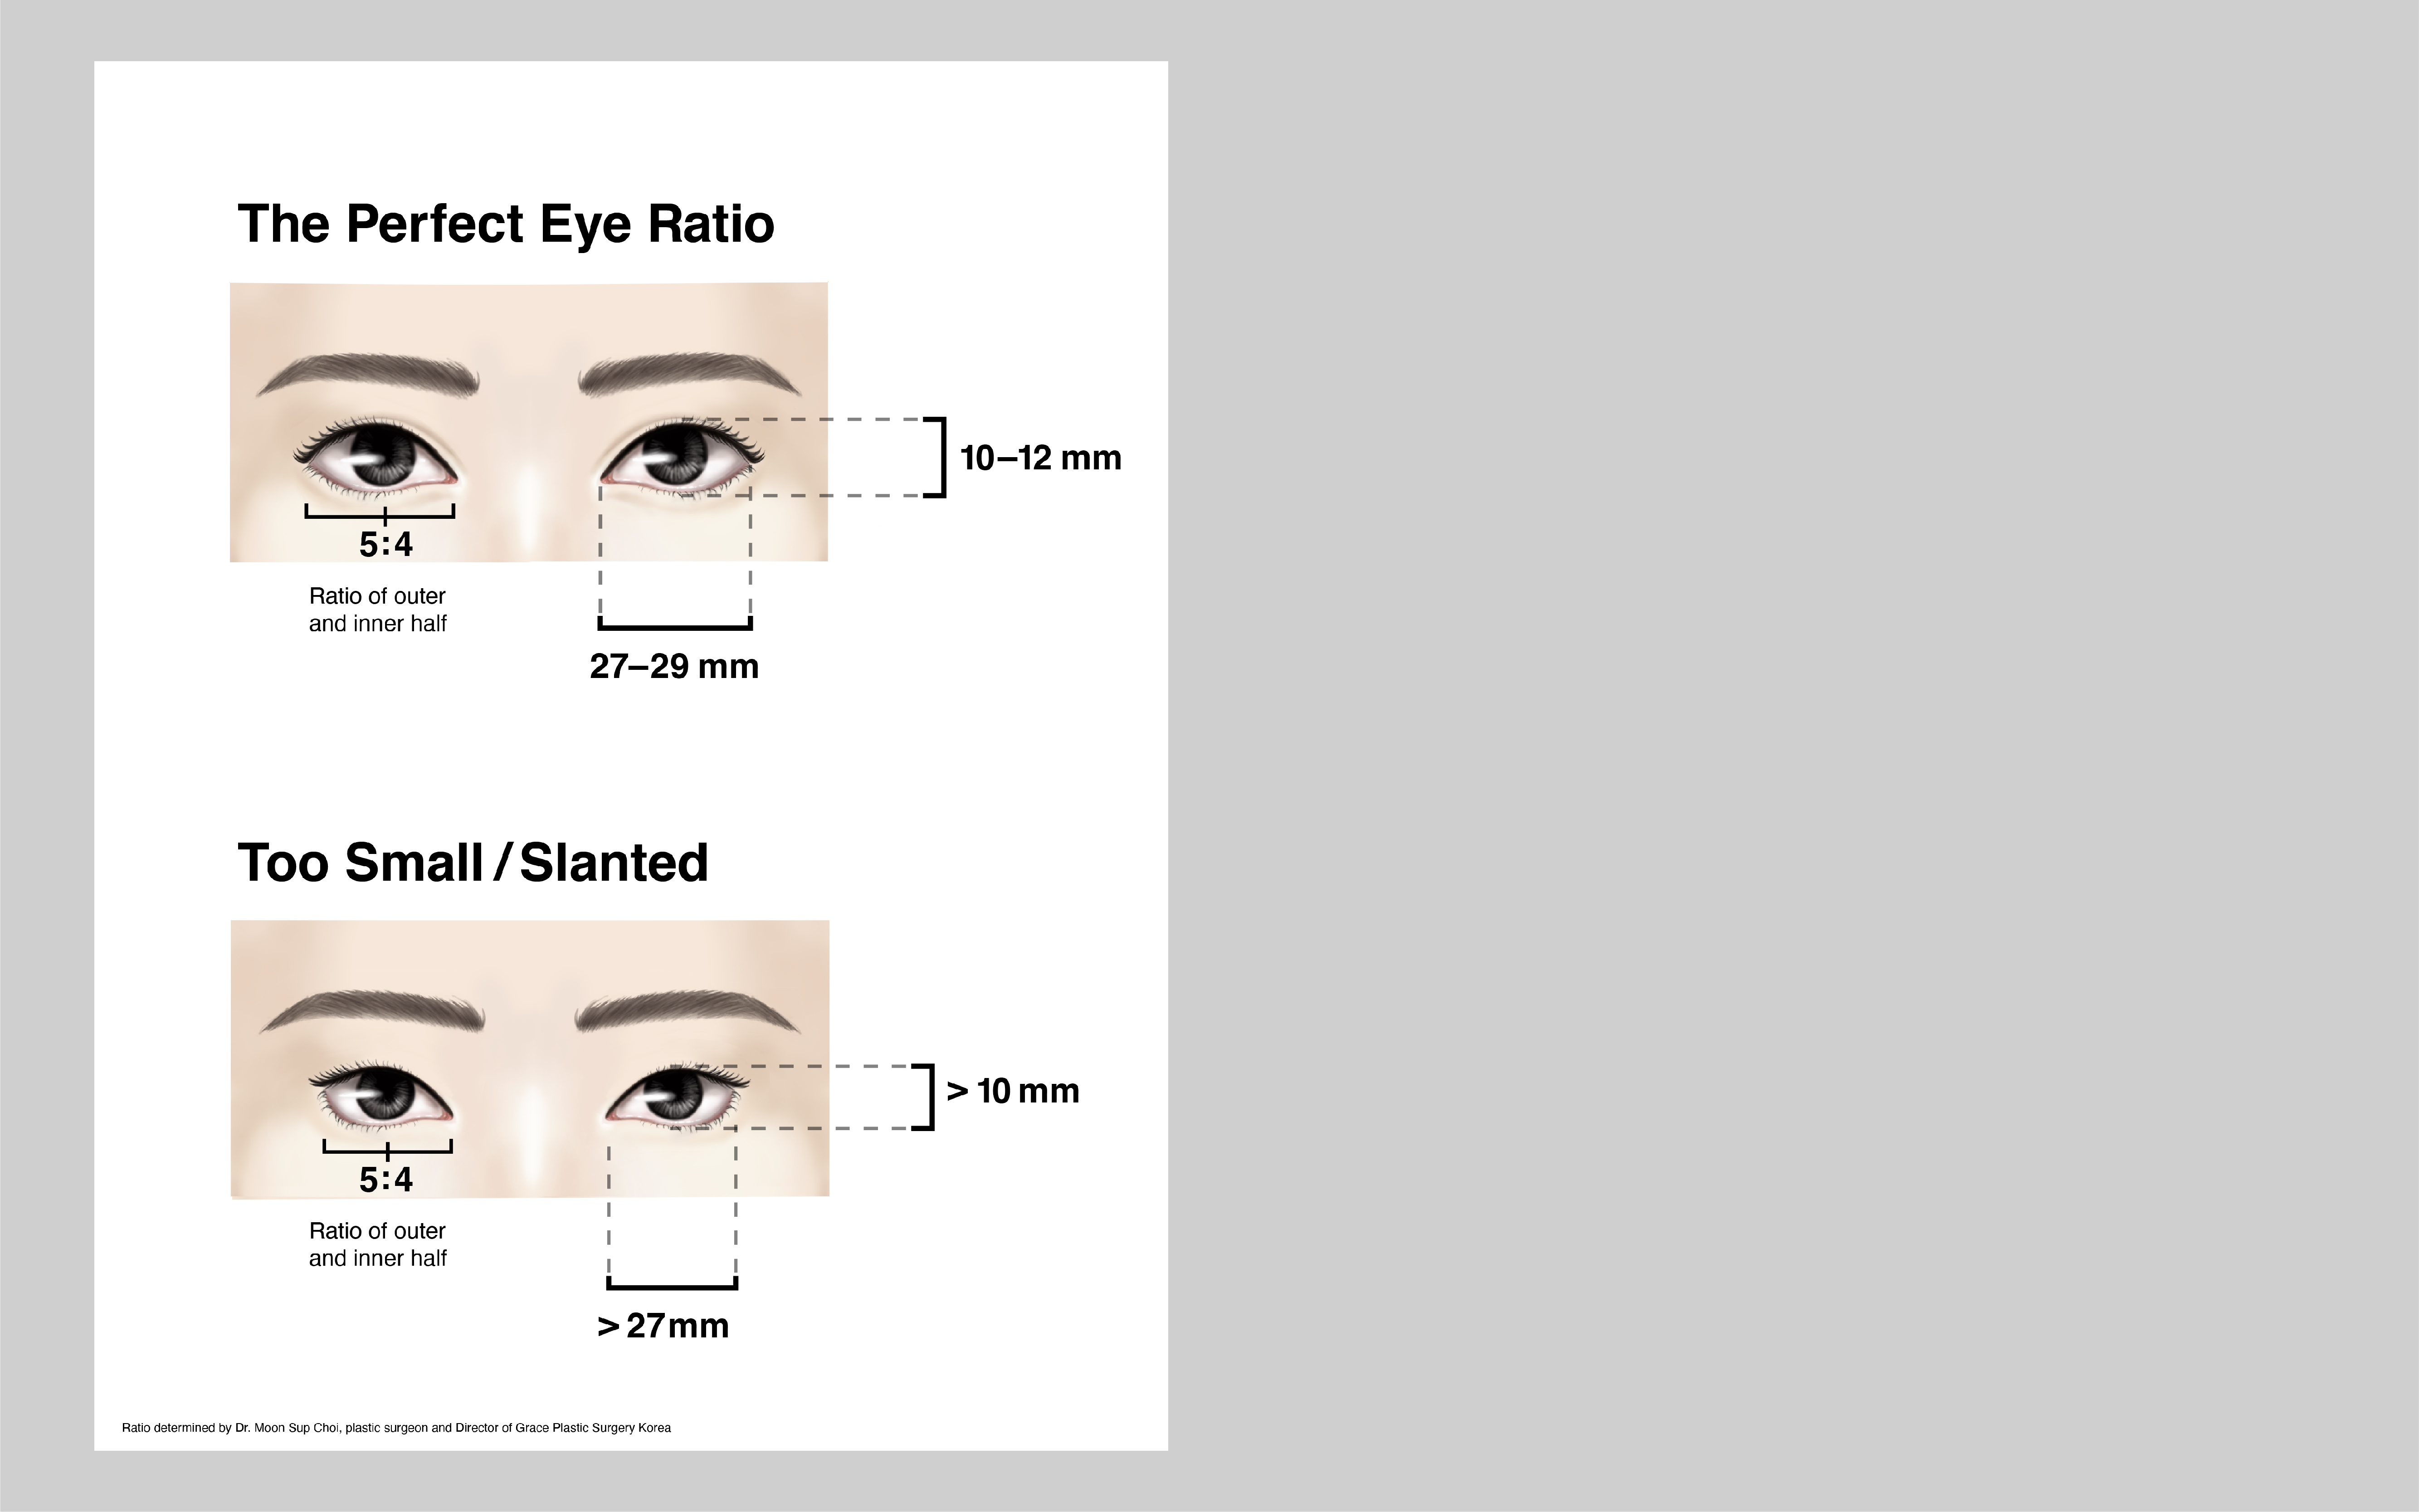 The Perfect Eye Ratio
10–12 mm
5:4
Ratio of outer
and inner half
27–29 mm
Too Small / Slanted
> 10 mm
5:4
Ratio of outer
and inner half
> 27mm
Ratio determined by Dr. Moon Sup Choi, plastic surgeon and Director of Grace Plastic Surgery Korea